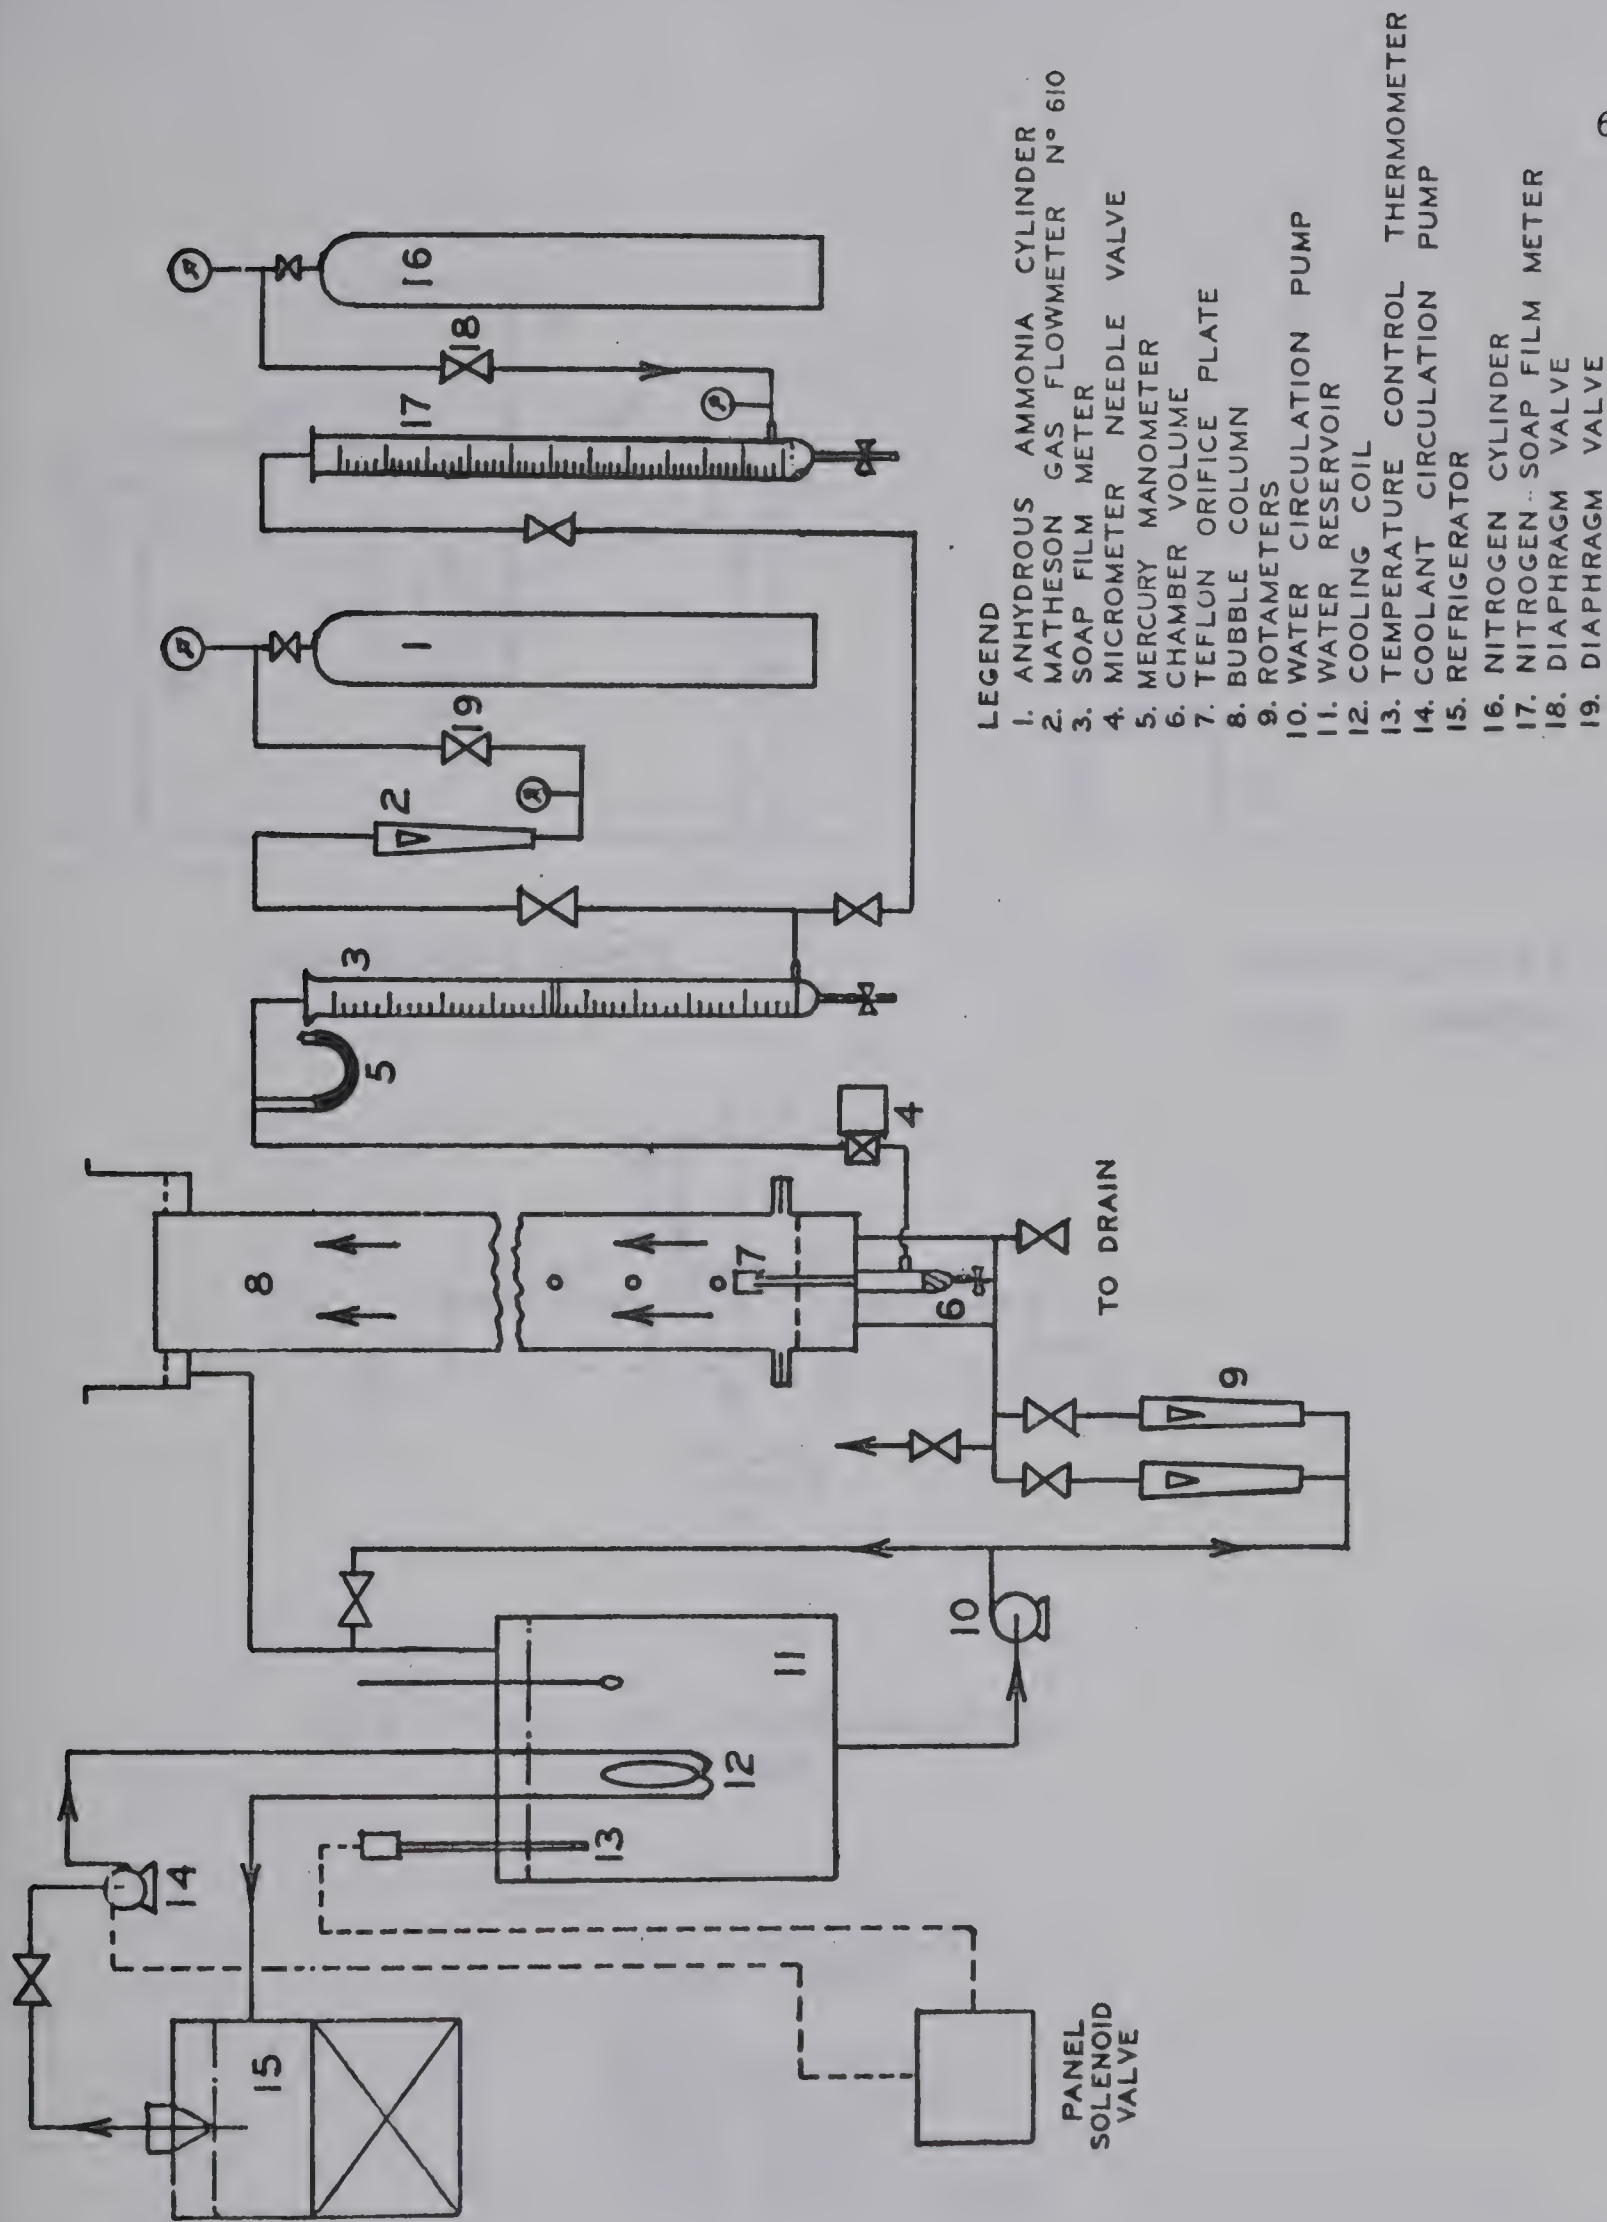 16
18
17
1
19
2
3
5
4
8
7
6
TO DRAIN
9
10
11
12
13
14
15
PANEL
SOLENOID
VALVE
LEGEND
1. ANHYDROUS AMMONIA CYLINDER
2. MATHESON GAS FLOWMETER Nº 610
3. SOAP FILM METER
4. MICROMETER NEEDLE VALVE
5. MERCURY MANOMETER
6. CHAMBER VOLUME
7. TEFLON ORIFICE PLATE
8. BUBBLE COLUMN
9. ROTAMETERS
10. WATER CIRCULATION PUMP
11. WATER RESERVOIR
12. COOLING COIL
13. TEMPERATURE CONTROL THERMOMETER
14. COOLANT CIRCULATION PUMP
15. REFRIGERATOR
16. NITROGEN CYLINDER
17. NITROGEN SOAP FILM METER
18. DIAPHRAGM VALVE
19. DIAPHRAGM VALVE